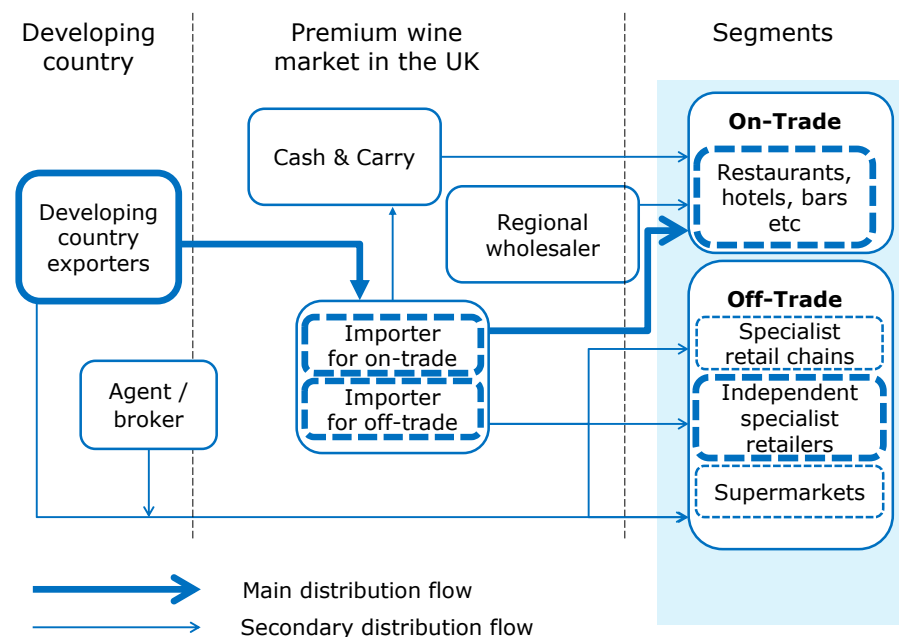 Developing
country
Premium wine
market in the UK
Segments
Cash & Carry
On-Trade
Restaurants,
hotels, bars
etc
Developing
country
exporters
Regional
wholesaler
Off-Trade
Importer
for on-trade
Specialist
retail chains
Agent /
broker
Importer
for off-trade
Independent
specialist
retailers
Supermarkets
Main distribution flow
Secondary distribution flow